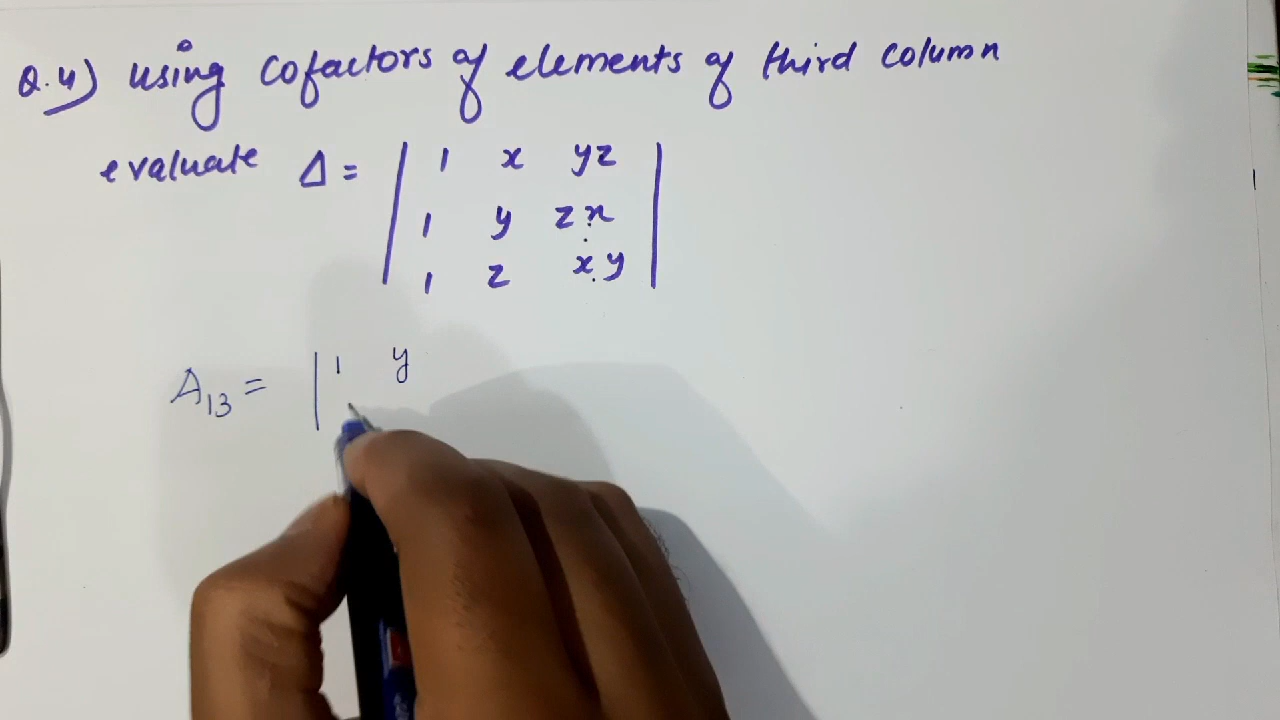 Q.4) using cofactors of elements of third column
evaluate Δ = | 1 x yz |
| 1 y zx |
| 1 z xy |
A13 = | 1 y